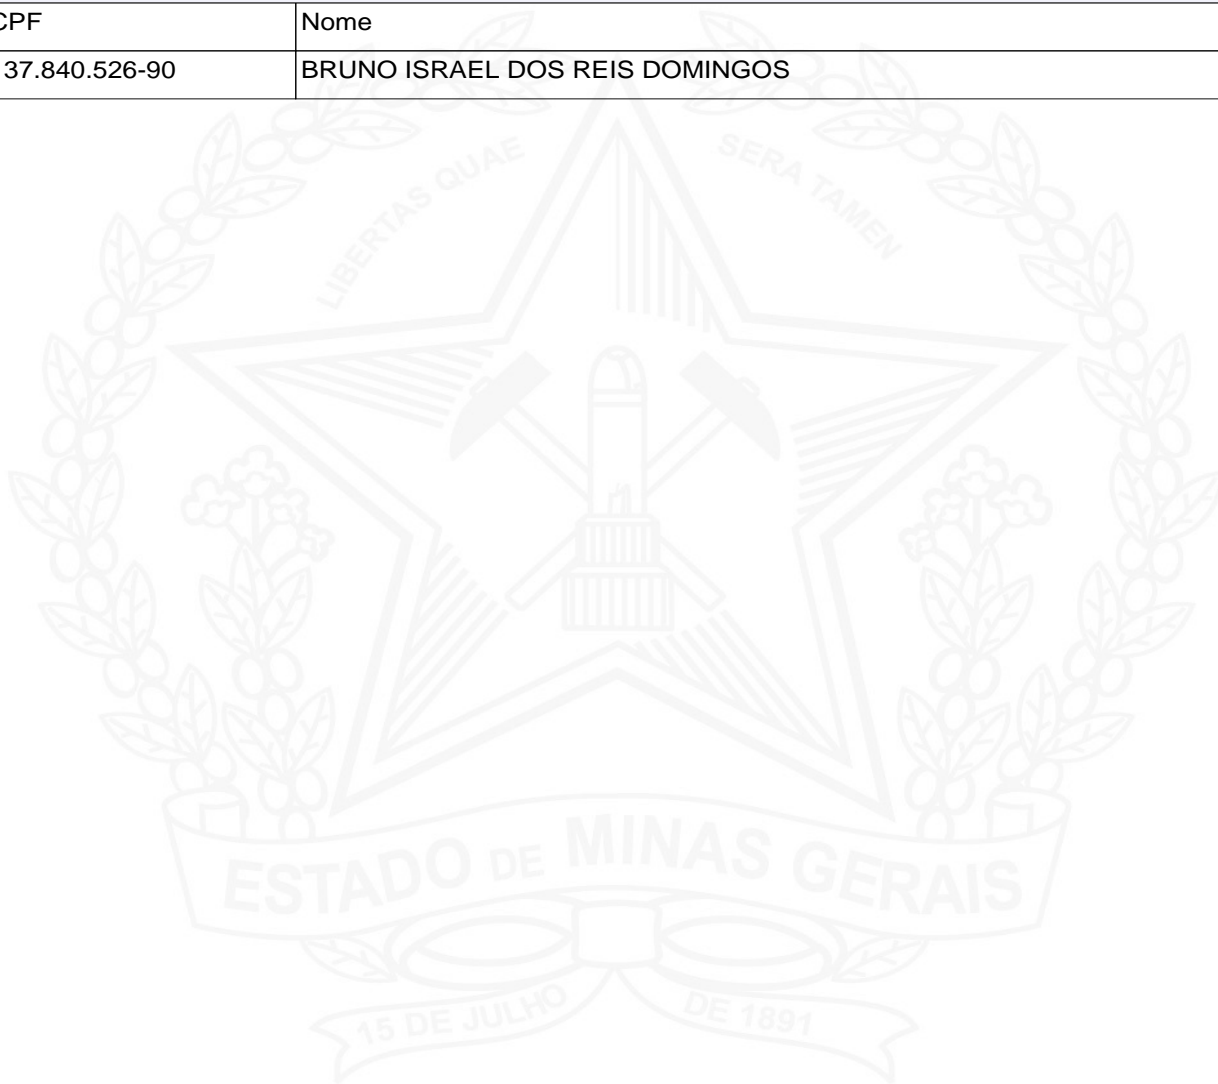 CPF Nome
37.840.526-90 BRUNO ISRAEL DOS REIS DOMINGOS
LIBERTAS QUAE SERA TAMEN
ESTADO DE MINAS GERAIS
15 DE JULHO DE 1891